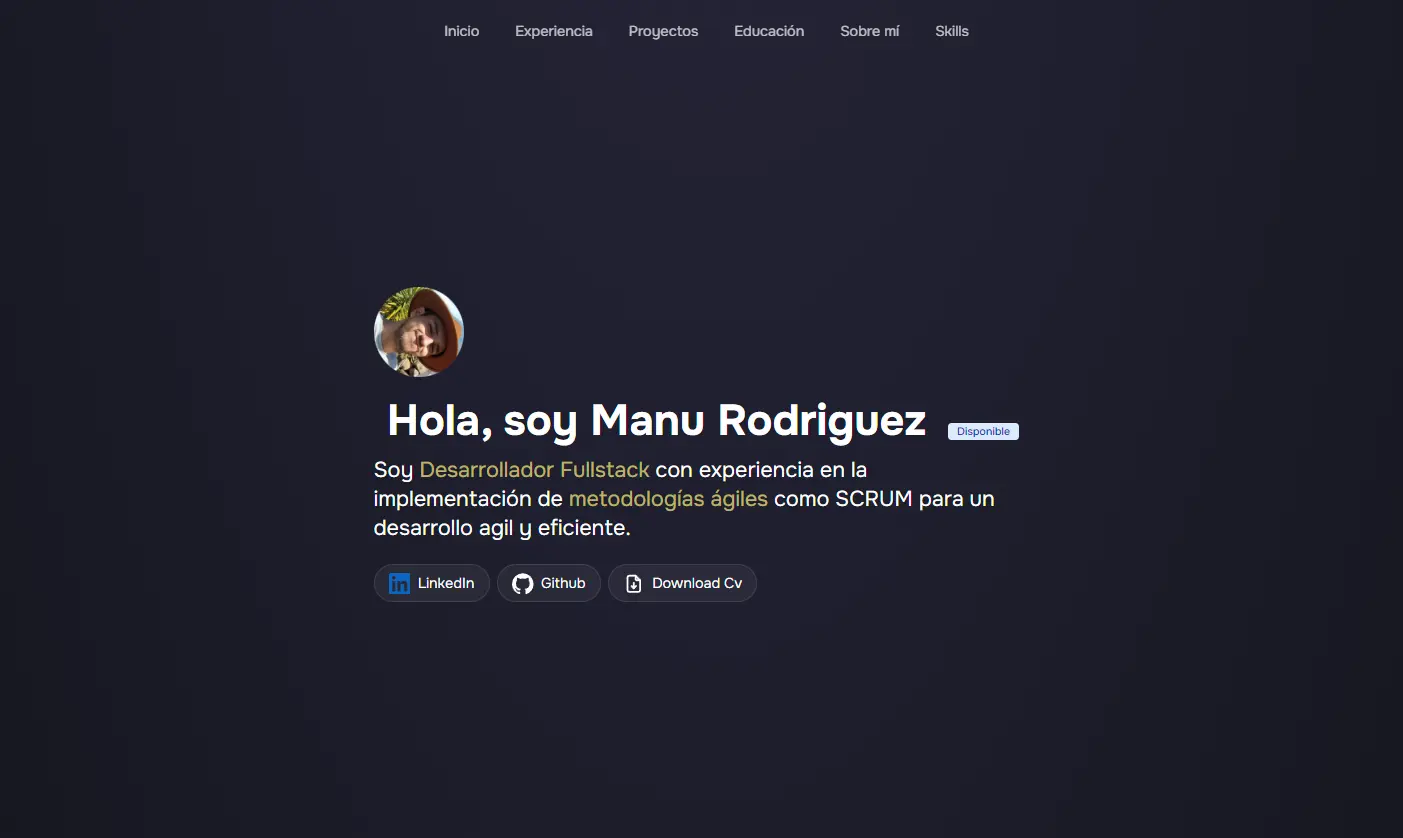 Inicio Experiencia Proyectos Educación Sobre mí Skills
Hola, soy Manu Rodriguez Disponible
Soy Desarrollador Fullstack con experiencia en la
implementación de metodologías ágiles como SCRUM para un
desarrollo agil y eficiente.
LinkedIn Github Download Cv